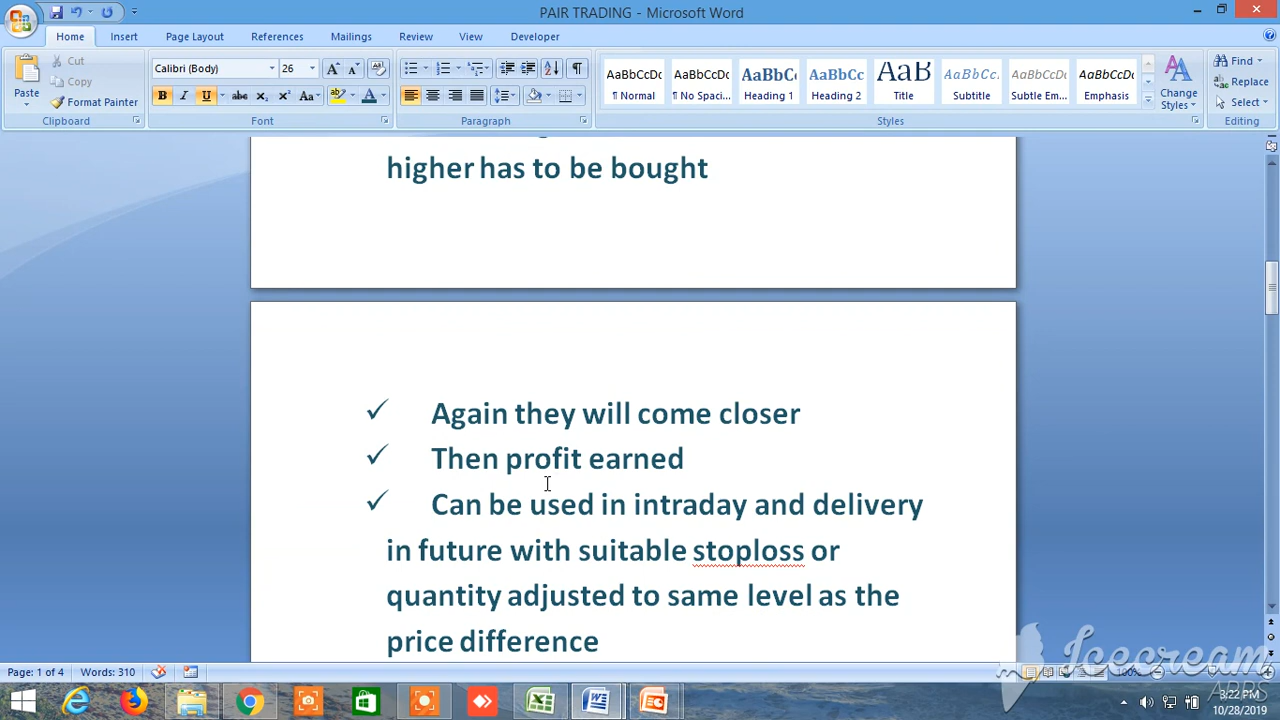 PAIR TRADING - Microsoft Word
Home Insert Page Layout References Mailings Review View Developer
Paste
Cut
Copy
Format Painter
Clipboard
Calibri (Body) 26
Font
Paragraph
AaBbCcDc AaBbCcDc AaBbC AaBbCc AaB AaBbCc. AaBbCcDc AaBbCcDc
¶ Normal ¶ No Spaci... Heading 1 Heading 2 Title Subtitle Subtle Em... Emphasis
Styles
Change Styles
Find
Replace
Select
Editing
higher has to be bought
✓ Again they will come closer
✓ Then profit earned
✓ Can be used in intraday and delivery
in future with suitable stoploss or
quantity adjusted to same level as the
price difference
Page: 1 of 4 Words: 310
100%
Icecream
APPS
3:22 PM
10/28/2019